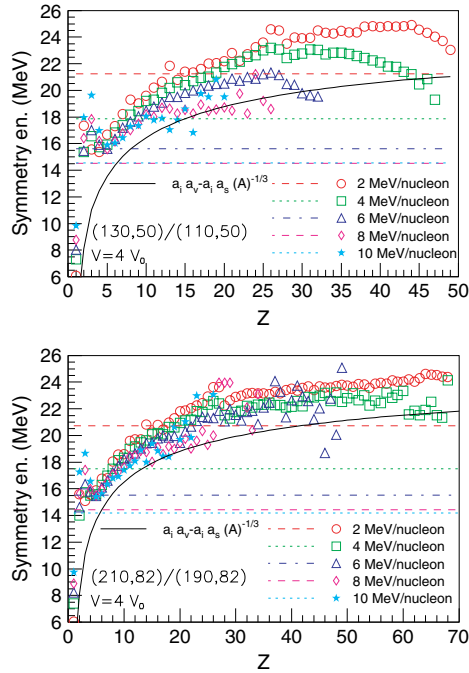 26
24
22
20
18
16
14
12
10
8
6
Symmetry en. (MeV)
a_i a_v-a_i a_s (A)^-1/3
(130,50)/(110,50)
V=4 V_0
2 MeV/nucleon
4 MeV/nucleon
6 MeV/nucleon
8 MeV/nucleon
10 MeV/nucleon
0 5 10 15 20 25 30 35 40 45 50
Z
26
24
22
20
18
16
14
12
10
8
6
Symmetry en. (MeV)
a_i a_v-a_i a_s (A)^-1/3
(210,82)/(190,82)
V=4 V_0
2 MeV/nucleon
4 MeV/nucleon
6 MeV/nucleon
8 MeV/nucleon
10 MeV/nucleon
0 10 20 30 40 50 60 70
Z